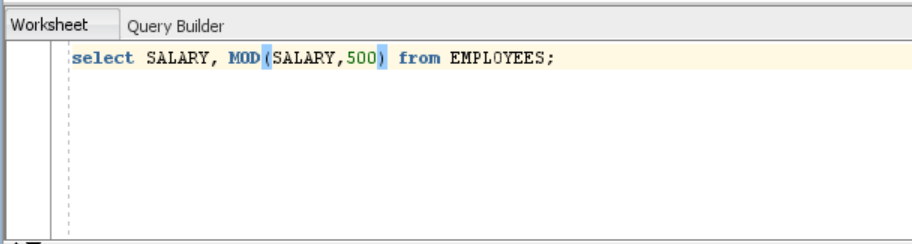 Worksheet Query Builder
select SALARY, MOD(SALARY,500) from EMPLOYEES;